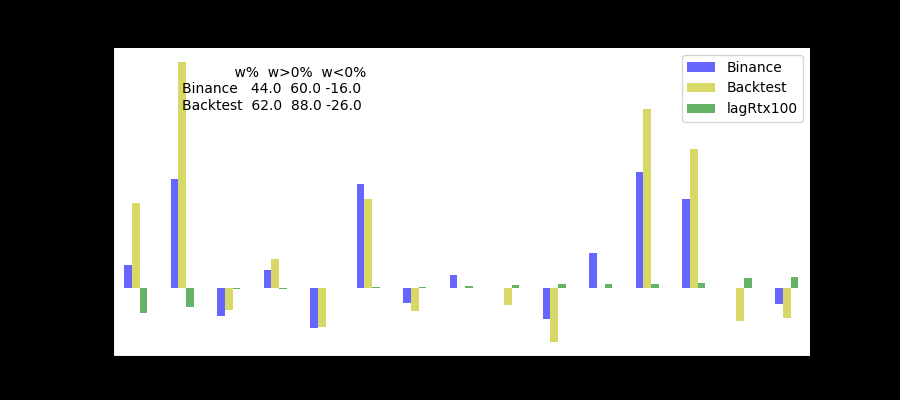 w%  w>0%  w<0%
Binance   44.0  60.0 -16.0
Backtest  62.0  88.0 -26.0
Binance
Backtest
lagRtx100